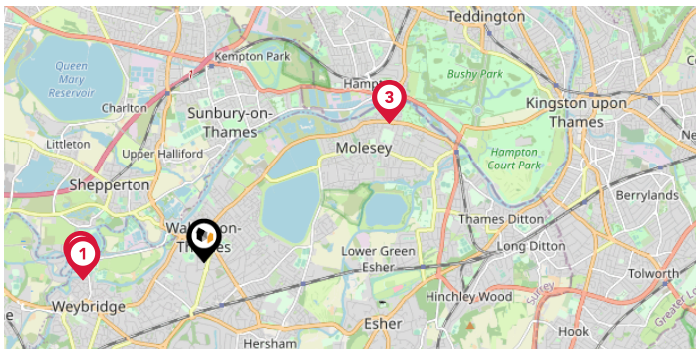 Teddington
Queen
Mary
Reservoir
Kempton Park
Bushy Park
Hampt
3
Charlton
Sunbury-on-
Thames
Kingston upon
Thames
Littleton
Molesey
Upper Halliford
Hampton
Court Park
Shepperton
Berrylands
Thames Ditton
Thames
1
Lower Green
Esher
Long Ditton
Tolworth
Weybridge
Hinchley Wood
Surrey
Esher
Hook
Hersham